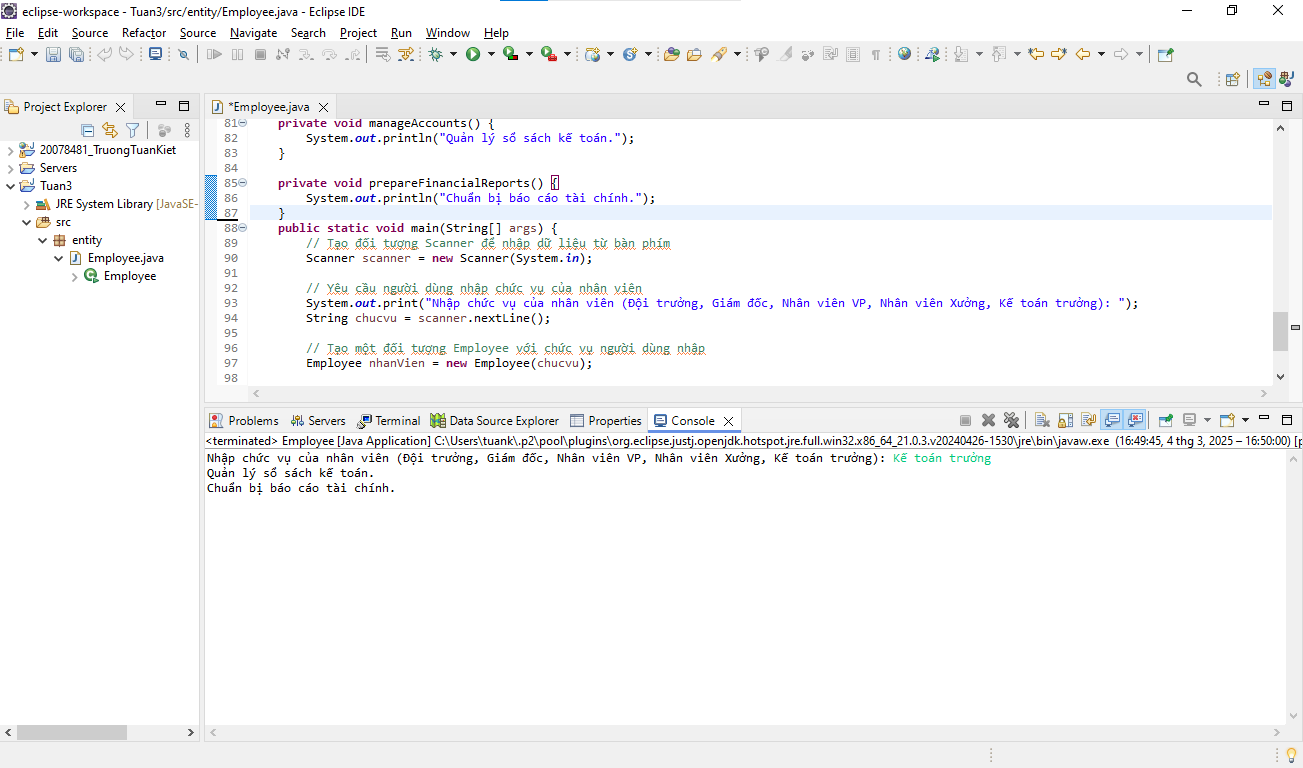 eclipse-workspace - Tuan3/src/entity/Employee.java - Eclipse IDE
File Edit Source Refactor Source Navigate Search Project Run Window Help
Project Explorer
20078481_TruongTuanKiet
Servers
Tuan3
JRE System Library [JavaSE-
src
entity
Employee.java
Employee
*Employee.java
81 private void manageAccounts() {
82 System.out.println("Quản lý sổ sách kế toán.");
83 }
84
85 private void prepareFinancialReports() {
86 System.out.println("Chuẩn bị báo cáo tài chính.");
87 }
88 public static void main(String[] args) {
89 // Tạo đối tượng Scanner để nhập dữ liệu từ bàn phím
90 Scanner scanner = new Scanner(System.in);
91
92 // Yêu cầu người dùng nhập chức vụ của nhân viên
93 System.out.print("Nhập chức vụ của nhân viên (Đội trưởng, Giám đốc, Nhân viên VP, Nhân viên Xưởng, Kế toán trưởng): ");
94 String chucvu = scanner.nextLine();
95
96 // Tạo một đối tượng Employee với chức vụ người dùng nhập
97 Employee nhanVien = new Employee(chucvu);
98
Problems Servers Terminal Data Source Explorer Properties Console
<terminated> Employee [Java Application] C:\Users\tuank\.p2\pool\plugins\org.eclipse.justj.openjdk.hotspot.jre.full.win32.x86_64_21.0.3.v20240426-1530\jre\bin\javaw.exe (16:49:45, 4 thg 3, 2025 – 16:50:00) [p
Nhập chức vụ của nhân viên (Đội trưởng, Giám đốc, Nhân viên VP, Nhân viên Xưởng, Kế toán trưởng): Kế toán trưởng
Quản lý sổ sách kế toán.
Chuẩn bị báo cáo tài chính.